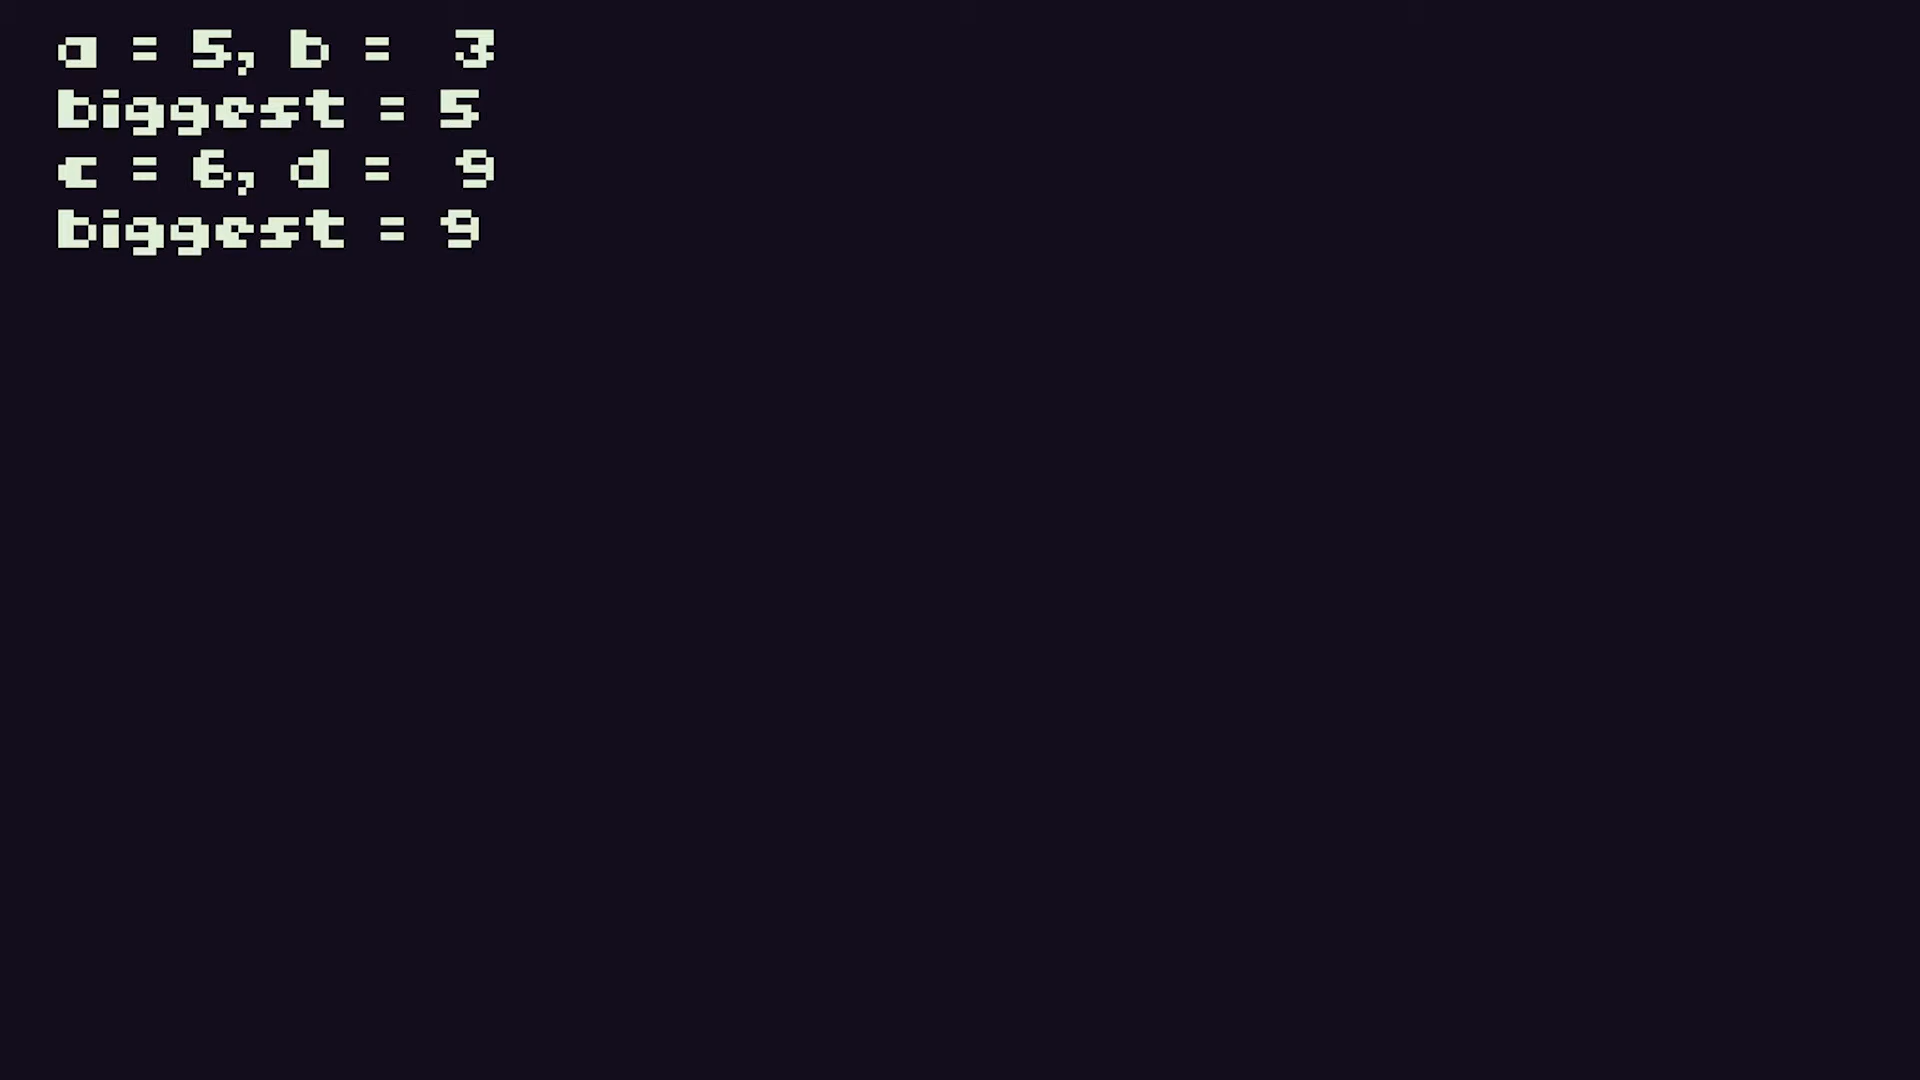 a = 5, b =  3
biggest = 5
c = 6, d =  9
biggest = 9